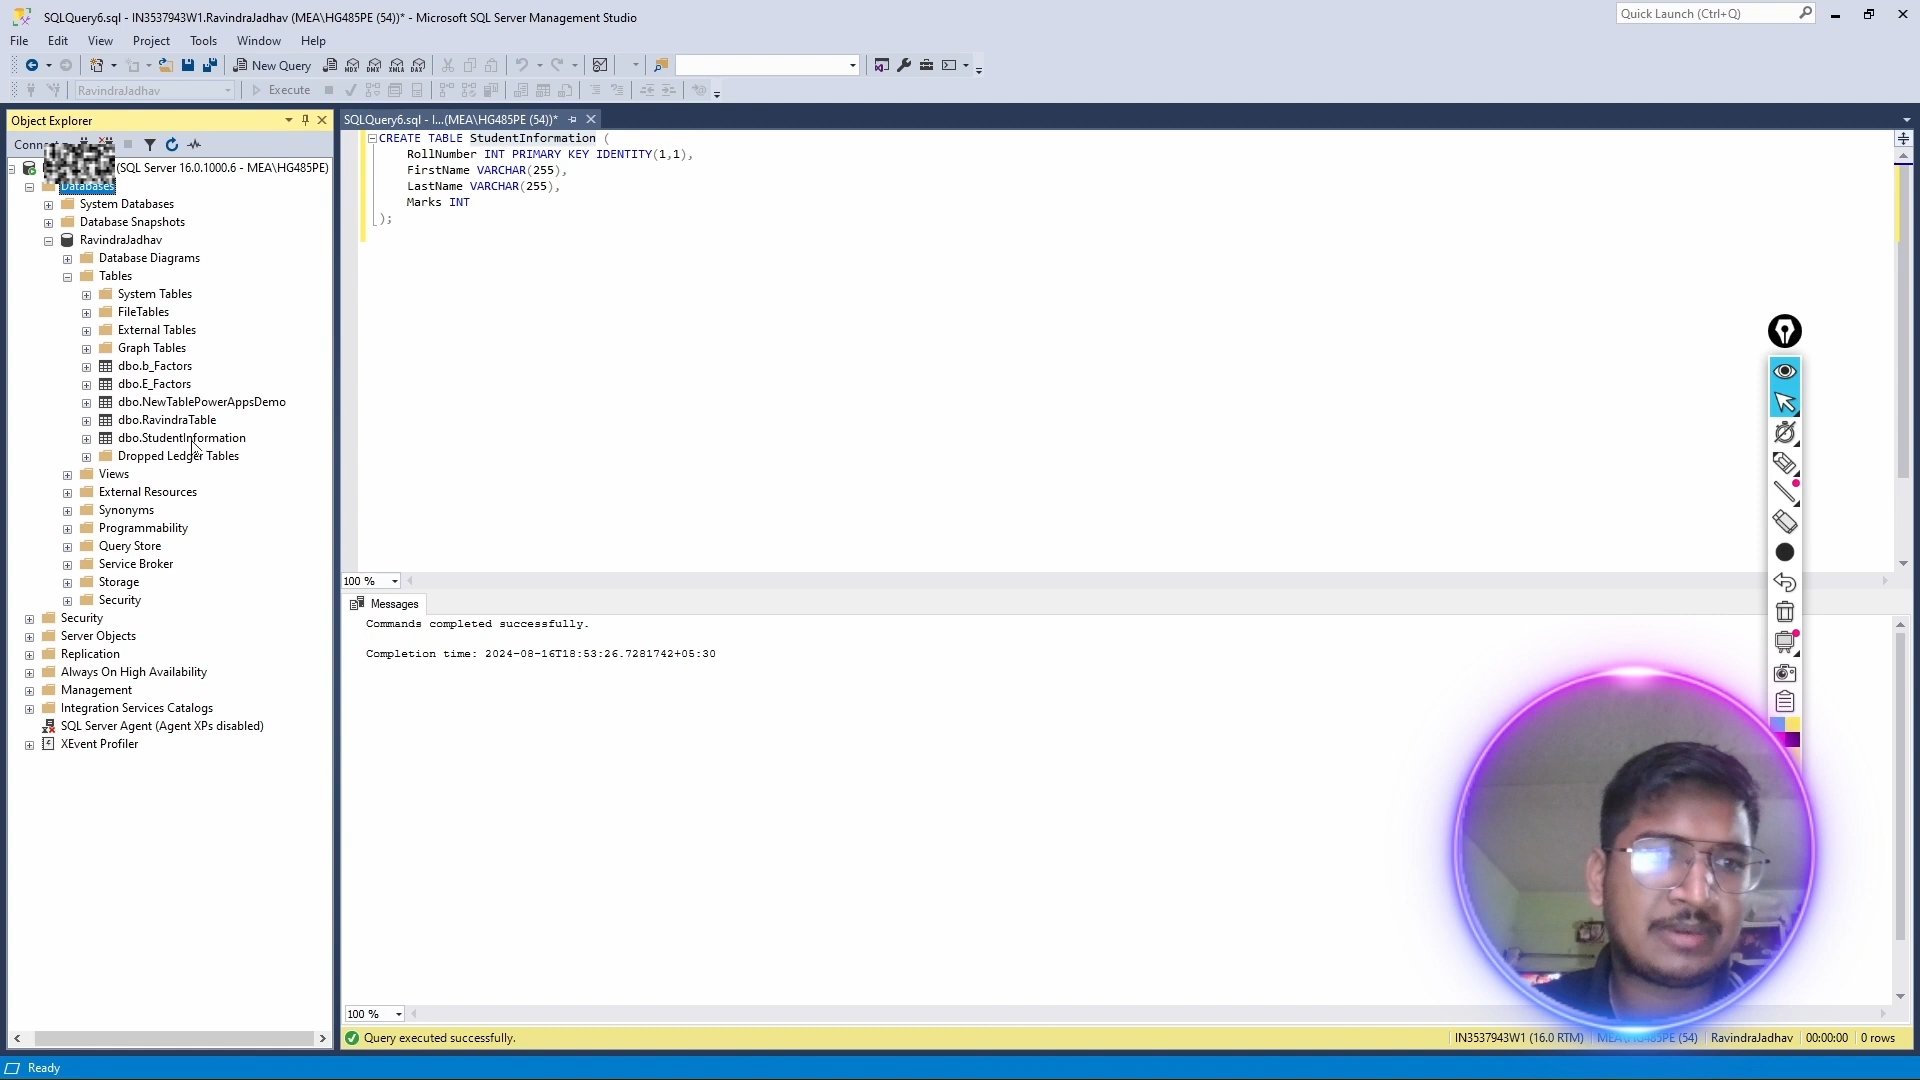 SQLQuery6.sql - IN3537943W1.RavindraJadhav (MEA\HG485PE (54))* - Microsoft SQL Server Management Studio
Quick Launch (Ctrl+Q)
File Edit View Project Tools Window Help
New Query
MDX DMX XMLA DAX
RavindraJadhav
Execute
Object Explorer
SQLQuery6.sql - I...(MEA\HG485PE (54))*
(SQL Server 16.0.1000.6 - MEA\HG485PE)
Databases
System Databases
Database Snapshots
RavindraJadhav
Database Diagrams
Tables
System Tables
FileTables
External Tables
Graph Tables
dbo.b_Factors
dbo.E_Factors
dbo.NewTablePowerAppsDemo
dbo.RavindraTable
dbo.StudentInformation
Dropped Ledger Tables
Views
External Resources
Synonyms
Programmability
Query Store
Service Broker
Storage
Security
Security
Server Objects
Replication
Always On High Availability
Management
Integration Services Catalogs
SQL Server Agent (Agent XPs disabled)
XEvent Profiler
CREATE TABLE StudentInformation (
RollNumber INT PRIMARY KEY IDENTITY(1,1),
FirstName VARCHAR(255),
LastName VARCHAR(255),
Marks INT
);
100 %
Messages
Commands completed successfully.
Completion time: 2024-08-16T18:53:26.7281742+05:30
100 %
Query executed successfully.
IN3537943W1 (16.0 RTM) MEA\HG485PE (54) RavindraJadhav 00:00:00 0 rows
Ready